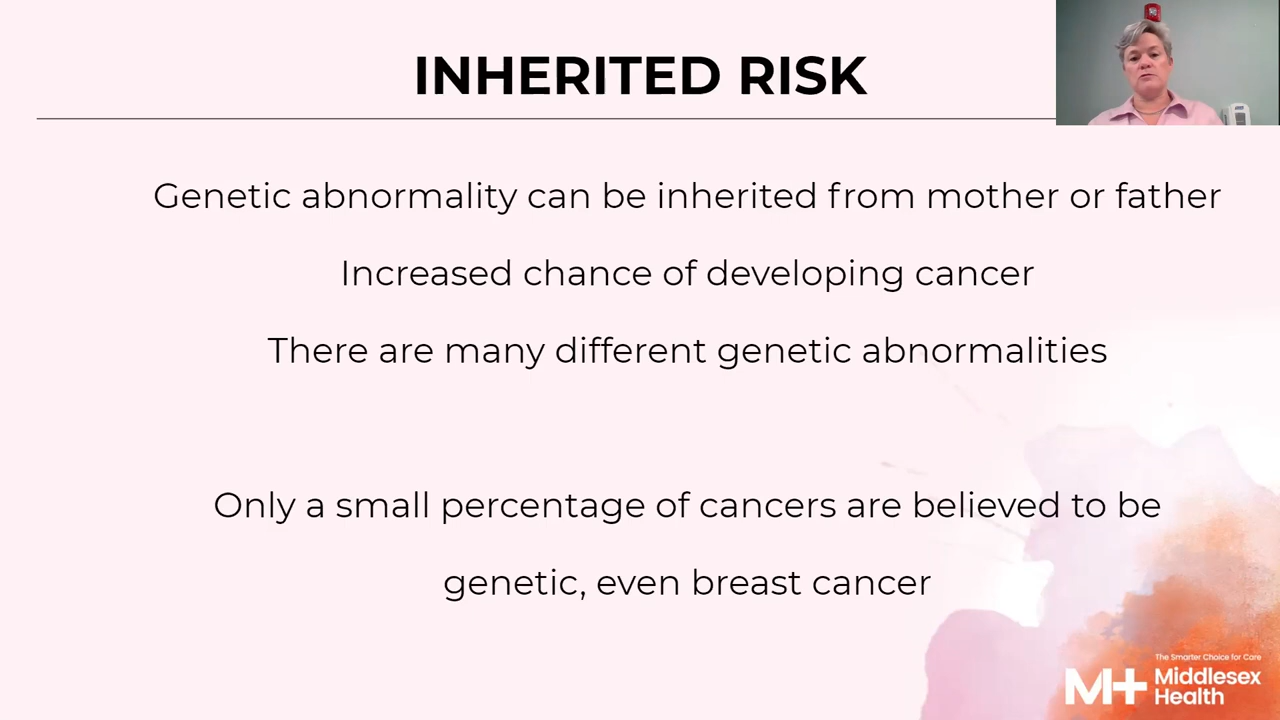 INHERITED RISK
Genetic abnormality can be inherited from mother or father
Increased chance of developing cancer
There are many different genetic abnormalities
Only a small percentage of cancers are believed to be
genetic, even breast cancer
The Smarter Choice for Care
M+ Middlesex
Health